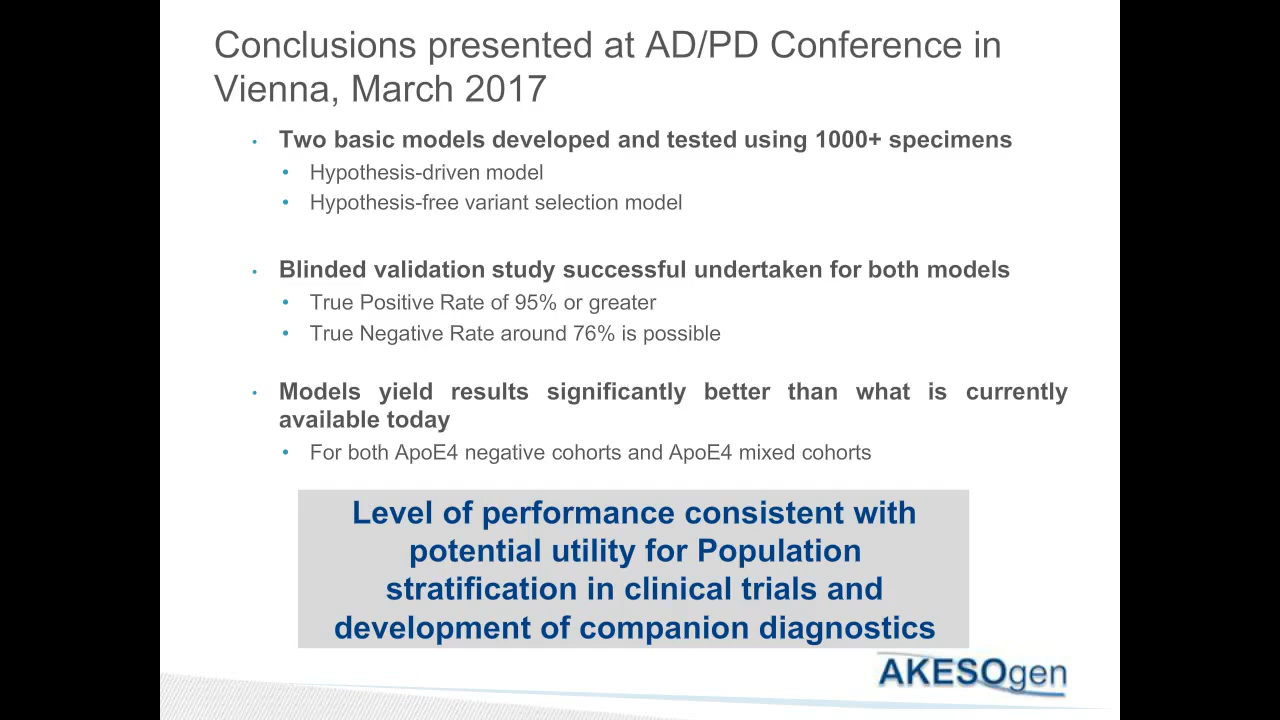 Conclusions presented at AD/PD Conference in
Vienna, March 2017
• Two basic models developed and tested using 1000+ specimens
• Hypothesis-driven model
• Hypothesis-free variant selection model
• Blinded validation study successful undertaken for both models
• True Positive Rate of 95% or greater
• True Negative Rate around 76% is possible
• Models yield results significantly better than what is currently
available today
• For both ApoE4 negative cohorts and ApoE4 mixed cohorts
Level of performance consistent with
potential utility for Population
stratification in clinical trials and
development of companion diagnostics
AKESOgen